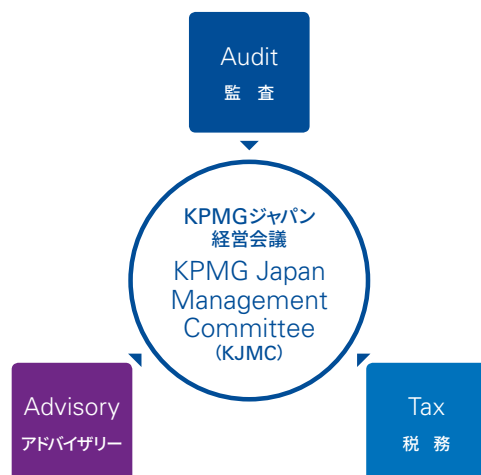 Audit
監 査
KPMGジャパン
経営会議
KPMG Japan
Management
Committee
(KJMC)
Advisory
アドバイザリー
Tax
税 務